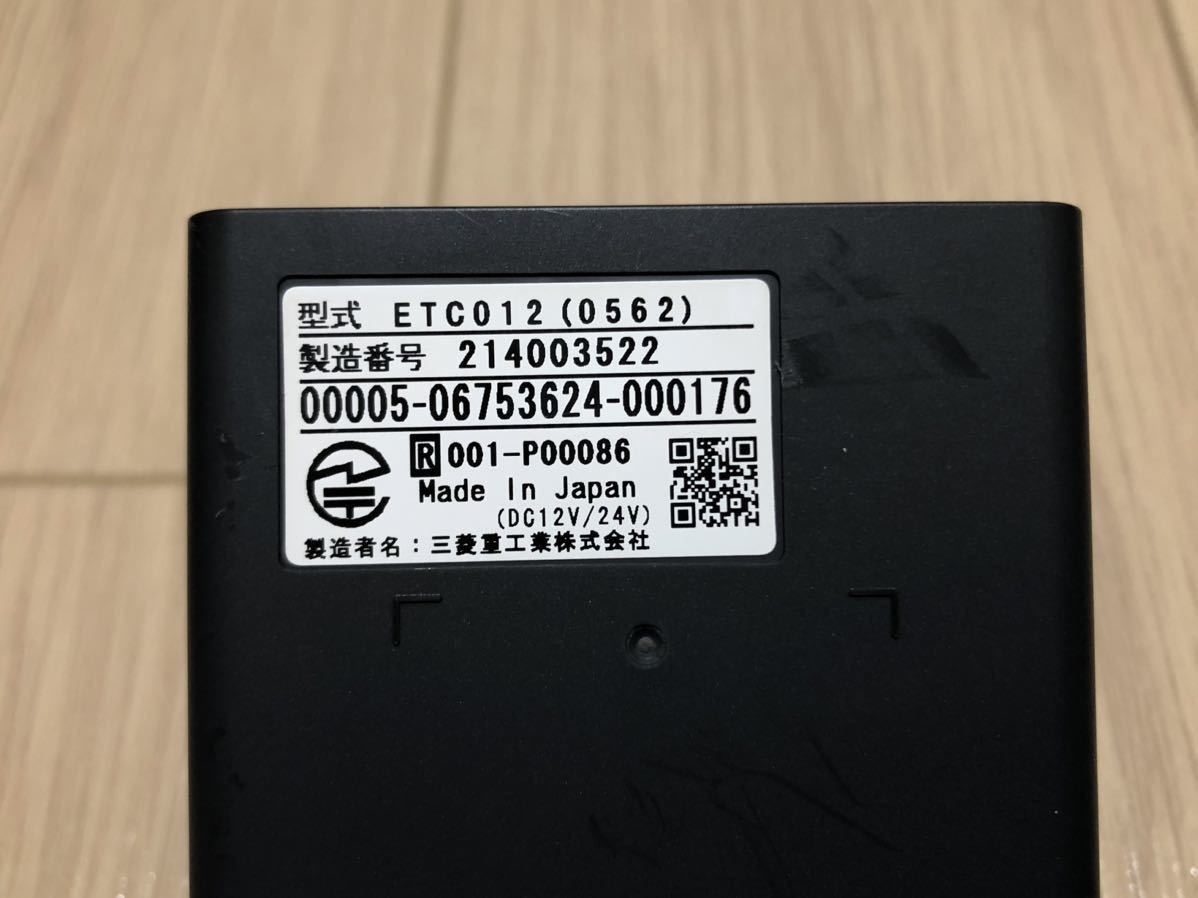 型式 ETC012(0562)
製造番号 214003522
00005-06753624-000176
R 001-P00086
Made In Japan
(DC12V/24V)
製造者名:三菱重工業株式会社